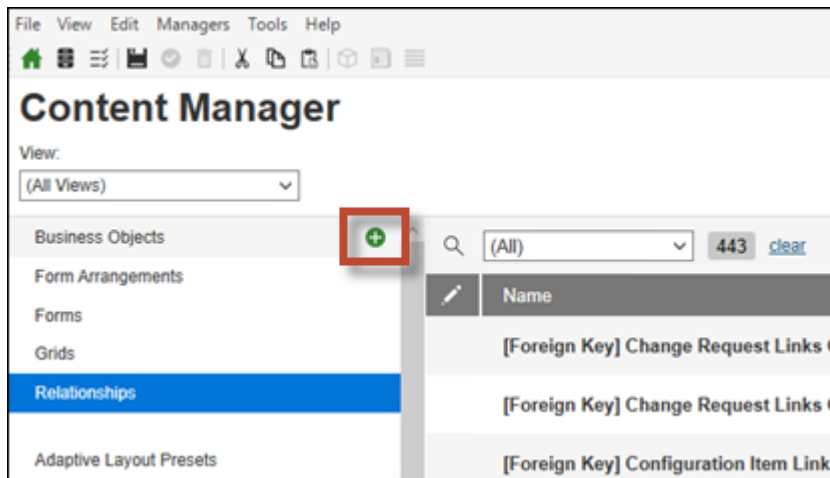 File View Edit Managers Tools Help
Content Manager
View:
(All Views)
Business Objects
(All) 443 clear
Form Arrangements
Name
Forms
[Foreign Key] Change Request Links
Grids
Relationships
[Foreign Key] Change Request Links
Adaptive Layout Presets
[Foreign Key] Configuration Item Link